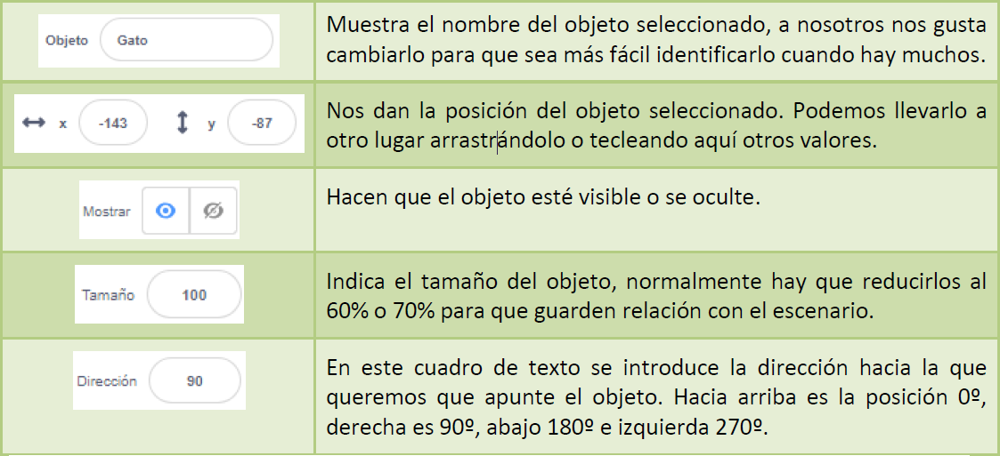 Objeto Gato
Muestra el nombre del objeto seleccionado, a nosotros nos gusta
cambiarlo para que sea más fácil identificarlo cuando hay muchos.
x -143 y -87
Nos dan la posición del objeto seleccionado. Podemos llevarlo a
otro lugar arrastrándolo o tecleando aquí otros valores.
Mostrar
Hacen que el objeto esté visible o se oculte.
Tamaño 100
Indica el tamaño del objeto, normalmente hay que reducirlos al
60% o 70% para que guarden relación con el escenario.
Dirección 90
En este cuadro de texto se introduce la dirección hacia la que
queremos que apunte el objeto. Hacia arriba es la posición 0º,
derecha es 90º, abajo 180º e izquierda 270º.